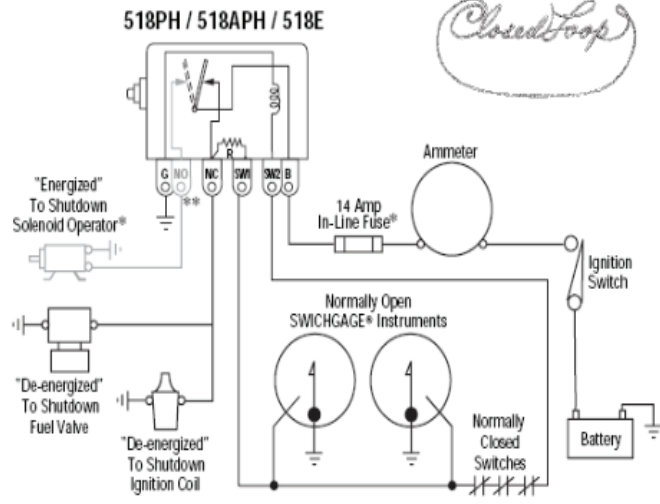 518PH / 518APH / 518E
Closed Loop
R
G NO NC SW1 SW2 B
**
"Energized"
To Shutdown
Solenoid Operator*
Ammeter
14 Amp
In-Line Fuse*
Ignition
Switch
Normally Open
SWICHGAGE® Instruments
"De-energized"
To Shutdown
Fuel Valve
"De-energized"
To Shutdown
Ignition Coil
Normally
Closed
Switches
Battery